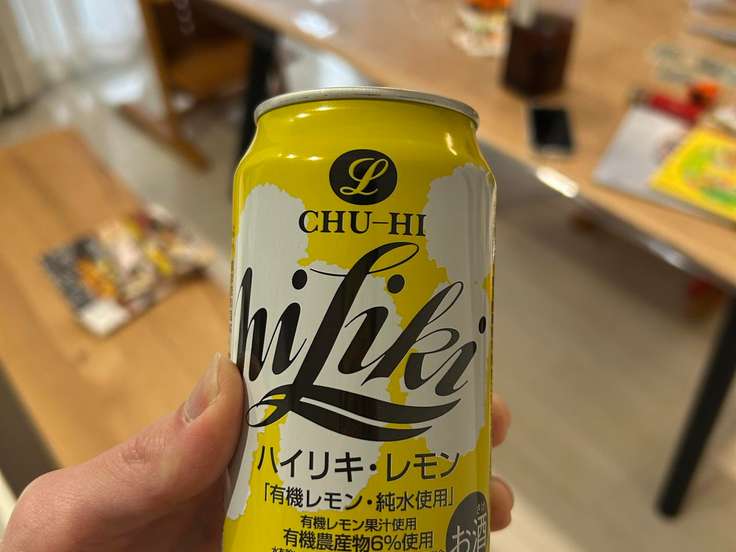 L
CHU-HI
hiLiki
ハイリキ・レモン
「有機レモン・純水使用」
有機レモン果汁使用
有機農産物6%使用
お酒